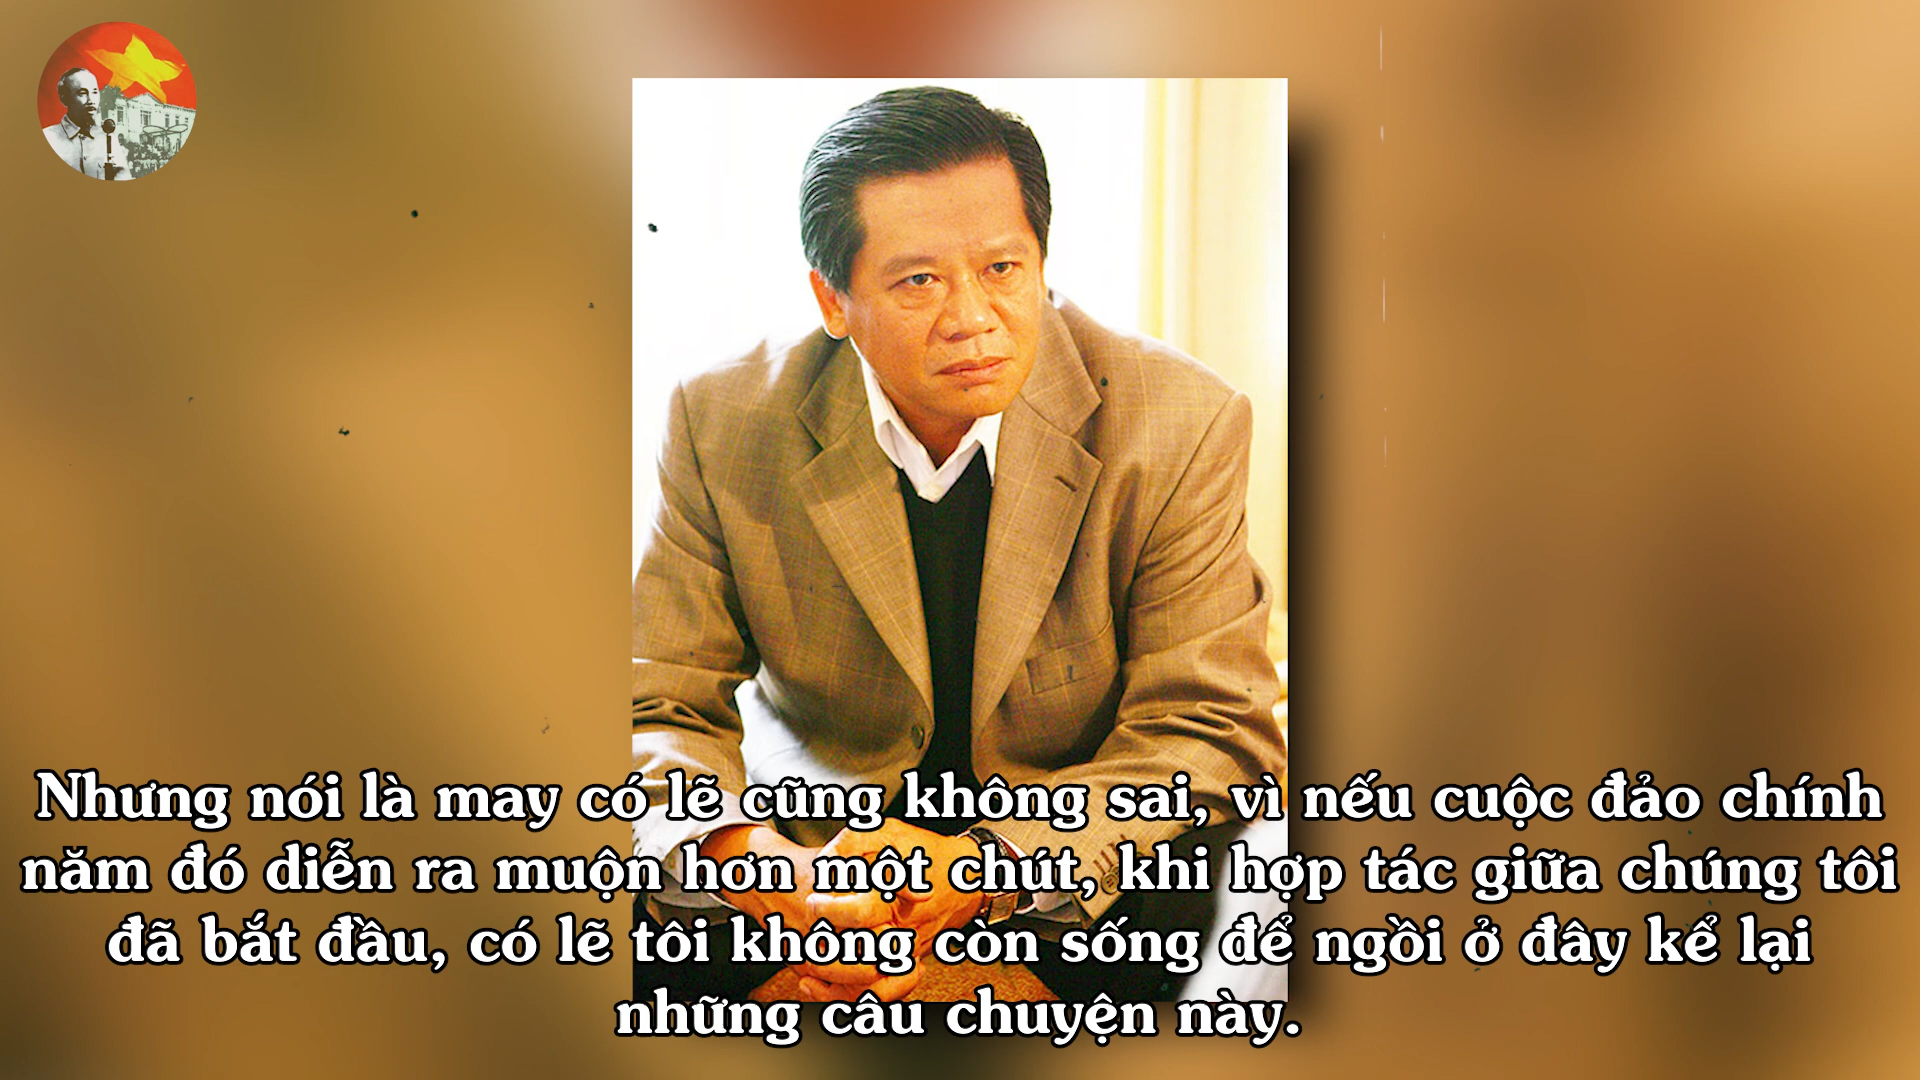 Nhưng nói là may có lẽ cũng không sai, vì nếu cuộc đảo chính
năm đó diễn ra muộn hơn một chút, khi hợp tác giữa chúng tôi
đã bắt đầu, có lẽ tôi không còn sống để ngồi ở đây kể lại
những câu chuyện này.